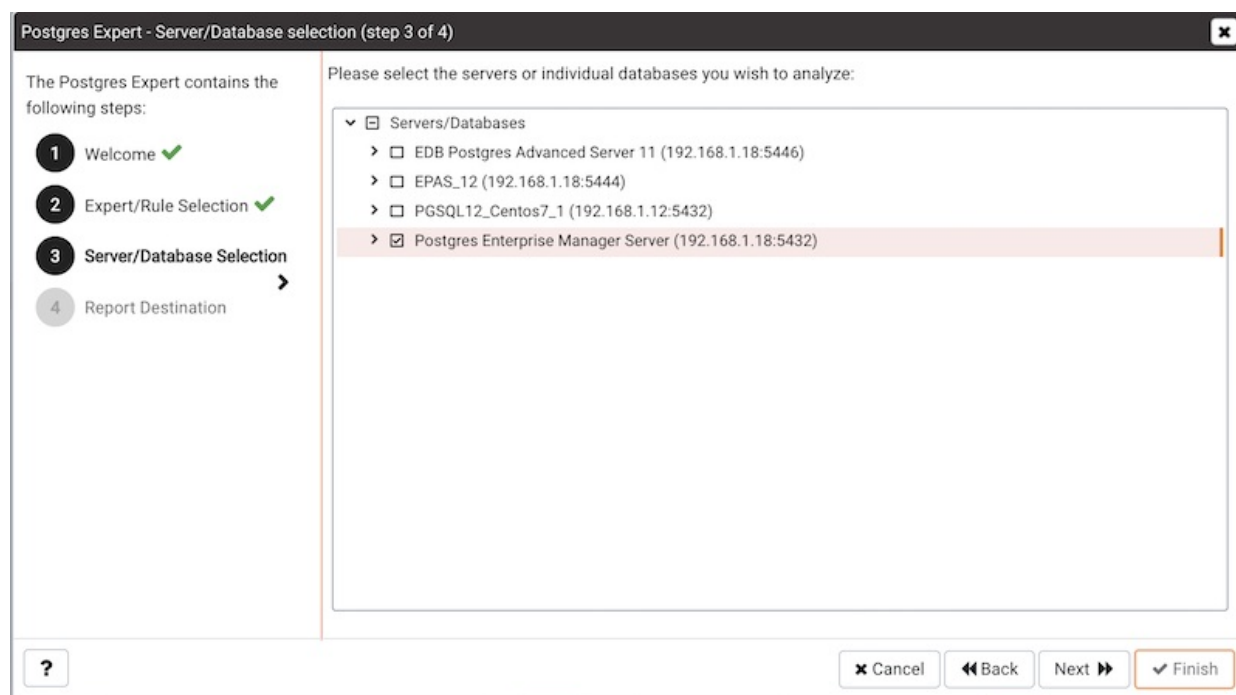 Postgres Expert - Server/Database selection (step 3 of 4)
The Postgres Expert contains the
following steps:
1 Welcome
2 Expert/Rule Selection
3 Server/Database Selection
4 Report Destination
Please select the servers or individual databases you wish to analyze:
Servers/Databases
EDB Postgres Advanced Server 11 (192.168.1.18:5446)
EPAS_12 (192.168.1.18:5444)
PGSQL12_Centos7_1 (192.168.1.12:5432)
Postgres Enterprise Manager Server (192.168.1.18:5432)
? Cancel Back Next Finish